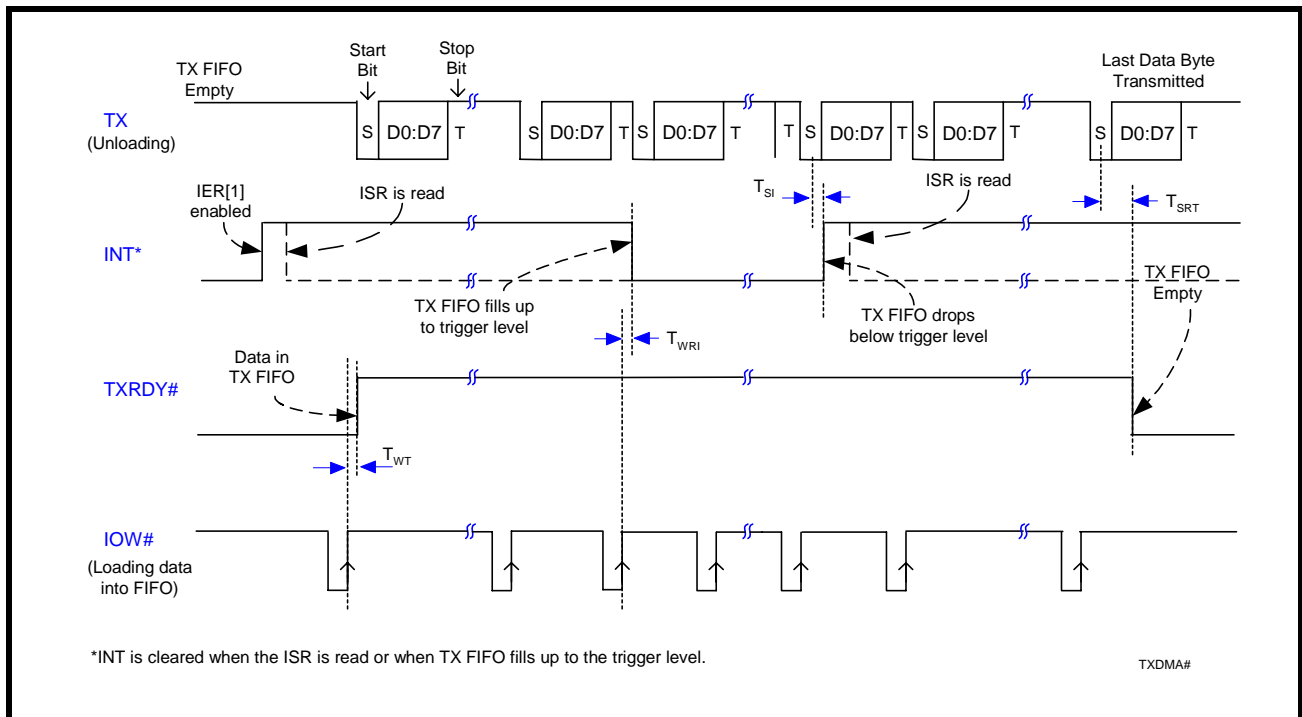 Start
Bit
Stop
Bit
TX FIFO
Empty
Last Data Byte
Transmitted
TX
(Unloading)
S D0:D7 T S D0:D7 T S D0:D7 T T S D0:D7 T S D0:D7 T S D0:D7 T
IER[1]
enabled
ISR is read
TSI
ISR is read
TSRT
INT*
TX FIFO fills up
to trigger level
TX FIFO drops
below trigger level
TX FIFO
Empty
TWRI
Data in
TX FIFO
TXRDY#
TWT
IOW#
(Loading data
into FIFO)
*INT is cleared when the ISR is read or when TX FIFO fills up to the trigger level.
TXDMA#